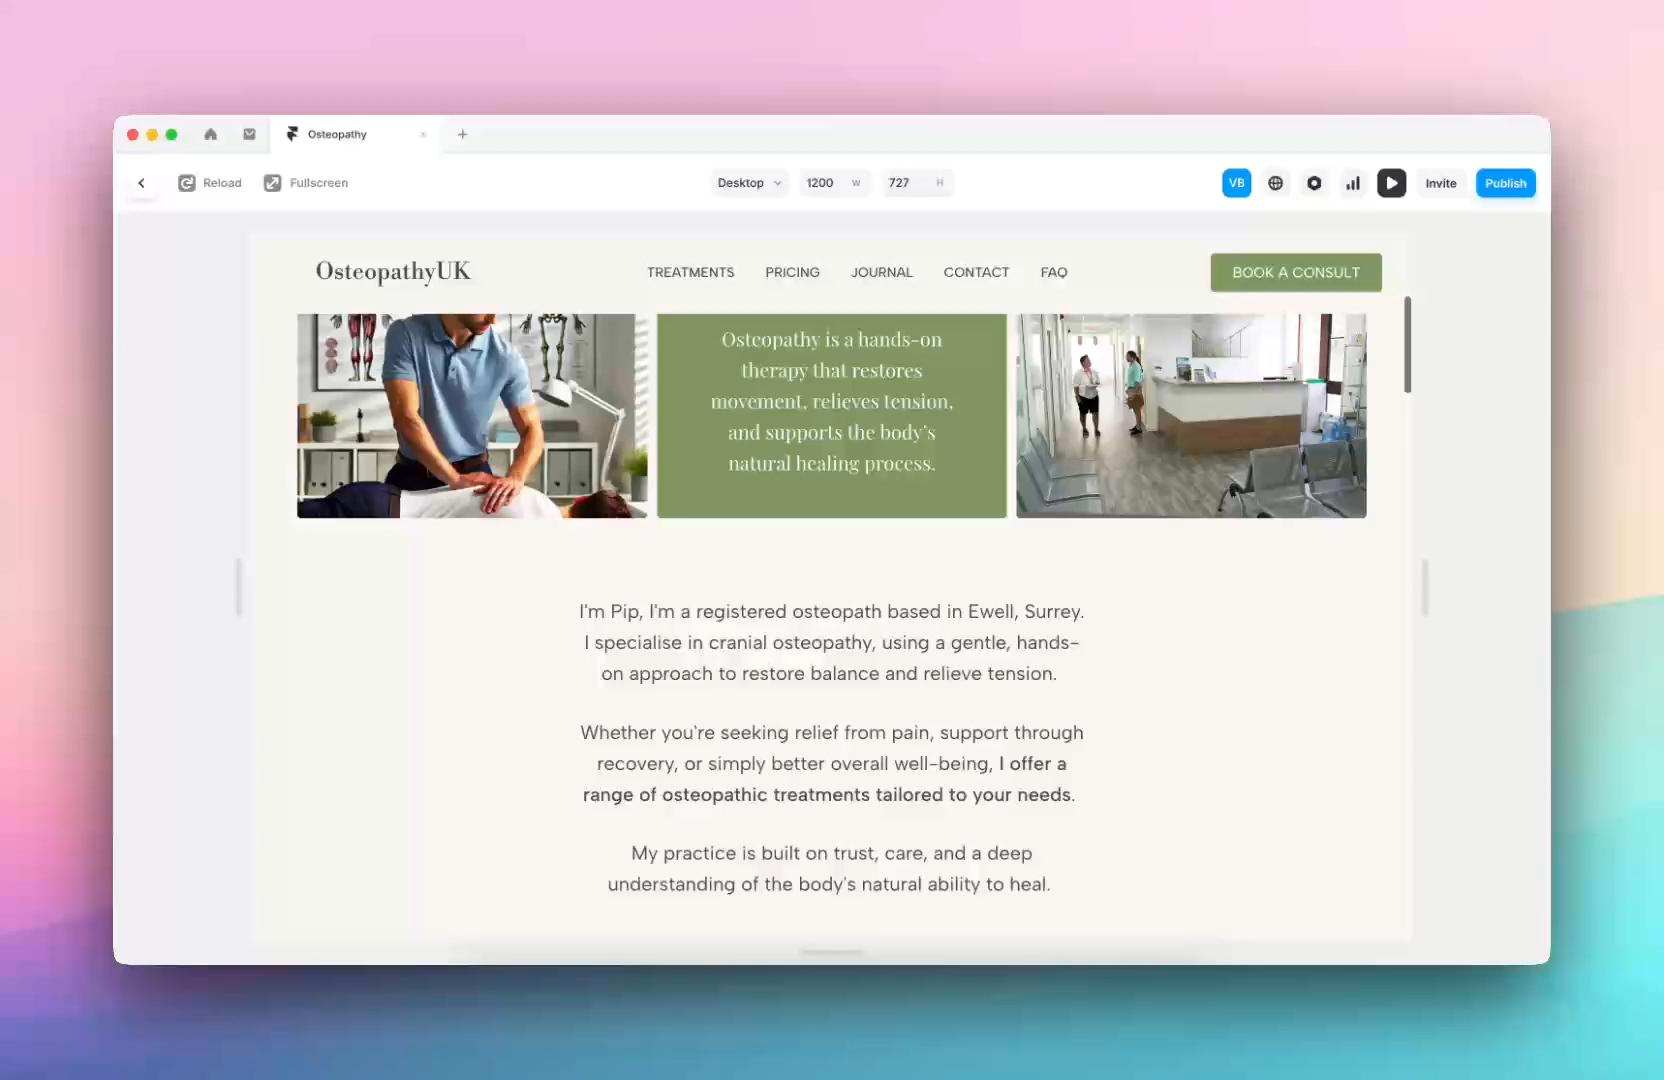 Osteopathy
Reload
Fullscreen
Desktop
1200 W
727 H
VB
Invite
Publish
OsteopathyUK
TREATMENTS
PRICING
JOURNAL
CONTACT
FAQ
BOOK A CONSULT
Osteopathy is a hands-on
therapy that restores
movement, relieves tension,
and supports the body's
natural healing process.
I'm Pip, I'm a registered osteopath based in Ewell, Surrey.
I specialise in cranial osteopathy, using a gentle, hands-
on approach to restore balance and relieve tension.
Whether you're seeking relief from pain, support through
recovery, or simply better overall well-being, I offer a
range of osteopathic treatments tailored to your needs.
My practice is built on trust, care, and a deep
understanding of the body's natural ability to heal.